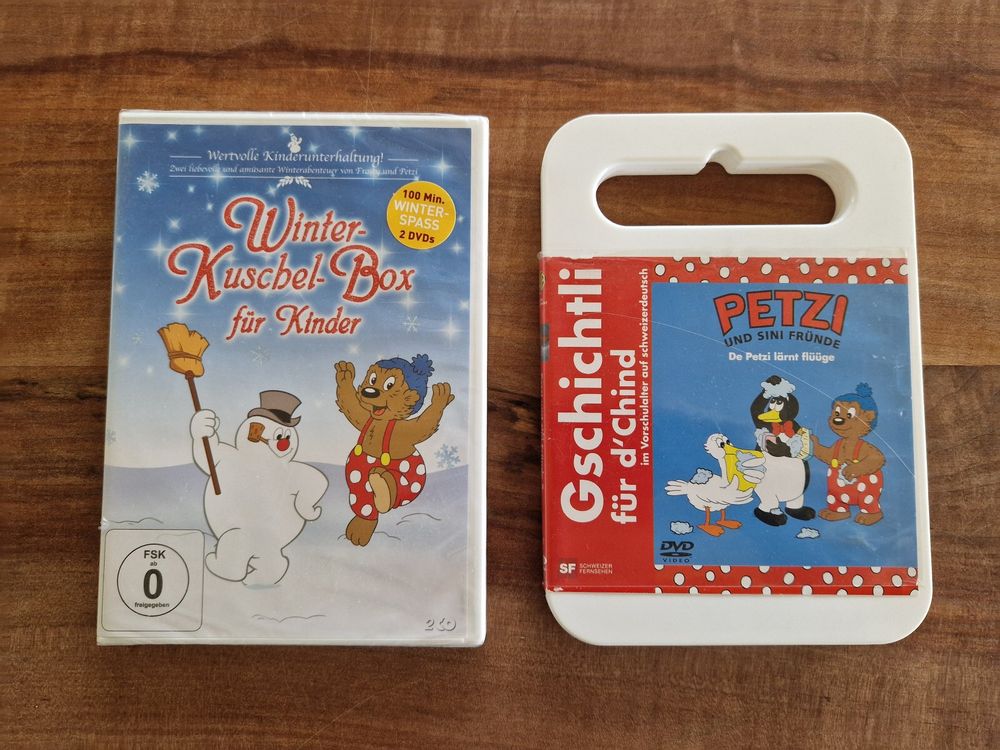 Wertvolle Kinderunterhaltung!
Zwei liebevolle und amüsante Winterabenteuer von Frosty und Petzi
100 Min.
WINTER-
SPASS
2 DVDs
Winter-
Kuschel-Box
für Kinder
FSK
ab
0
freigegeben
2
Gschichtli
für d'Chind
im Vorschulalter auf schweizerdeutsch
SF SCHWEIZER
FERNSEHEN
PETZI
UND SINI FRÜNDE
De Petzi lärnt flüüge
DVD
VIDEO